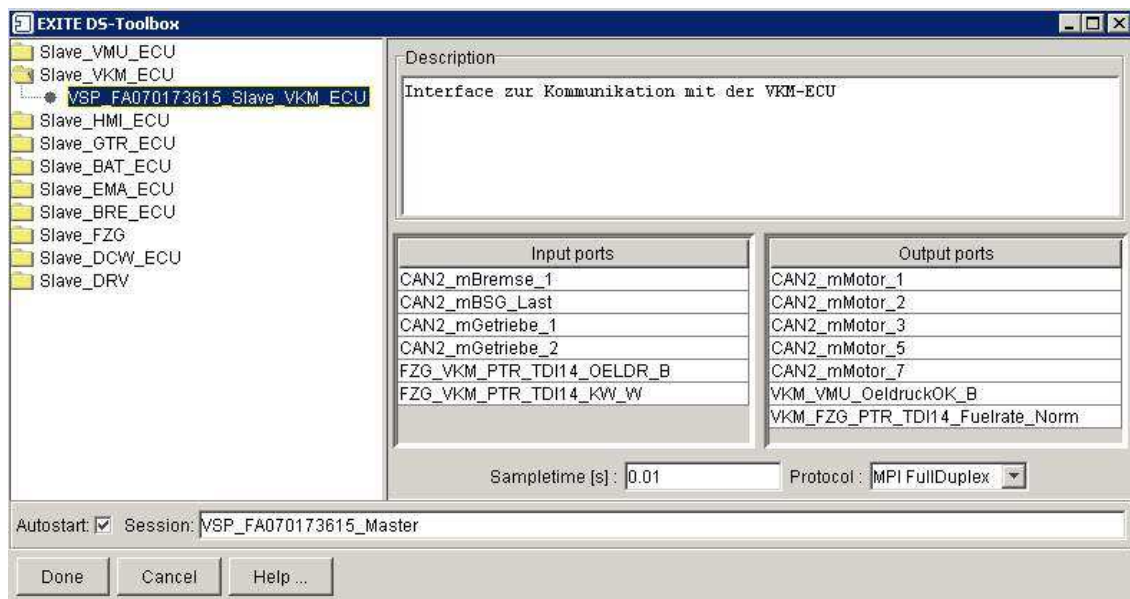 EXITE DS-Toolbox
Slave_VMU_ECU
Slave_VKM_ECU
VSP_FA070173615_Slave_VKM_ECU
Slave_HMI_ECU
Slave_GTR_ECU
Slave_BAT_ECU
Slave_EMA_ECU
Slave_BRE_ECU
Slave_FZG
Slave_DCW_ECU
Slave_DRV
Description
Interface zur Kommunikation mit der VKM-ECU
Input ports
CAN2_mBremse_1
CAN2_mBSG_Last
CAN2_mGetriebe_1
CAN2_mGetriebe_2
FZG_VKM_PTR_TDI14_OELDR_B
FZG_VKM_PTR_TDI14_KW_W
Output ports
CAN2_mMotor_1
CAN2_mMotor_2
CAN2_mMotor_3
CAN2_mMotor_5
CAN2_mMotor_7
VKM_VMU_OeldruckOK_B
VKM_FZG_PTR_TDI14_Fuelrate_Norm
Sampletime [s] : 0.01 Protocol : MPI FullDuplex
Autostart: Session: VSP_FA070173615_Master
Done Cancel Help ...